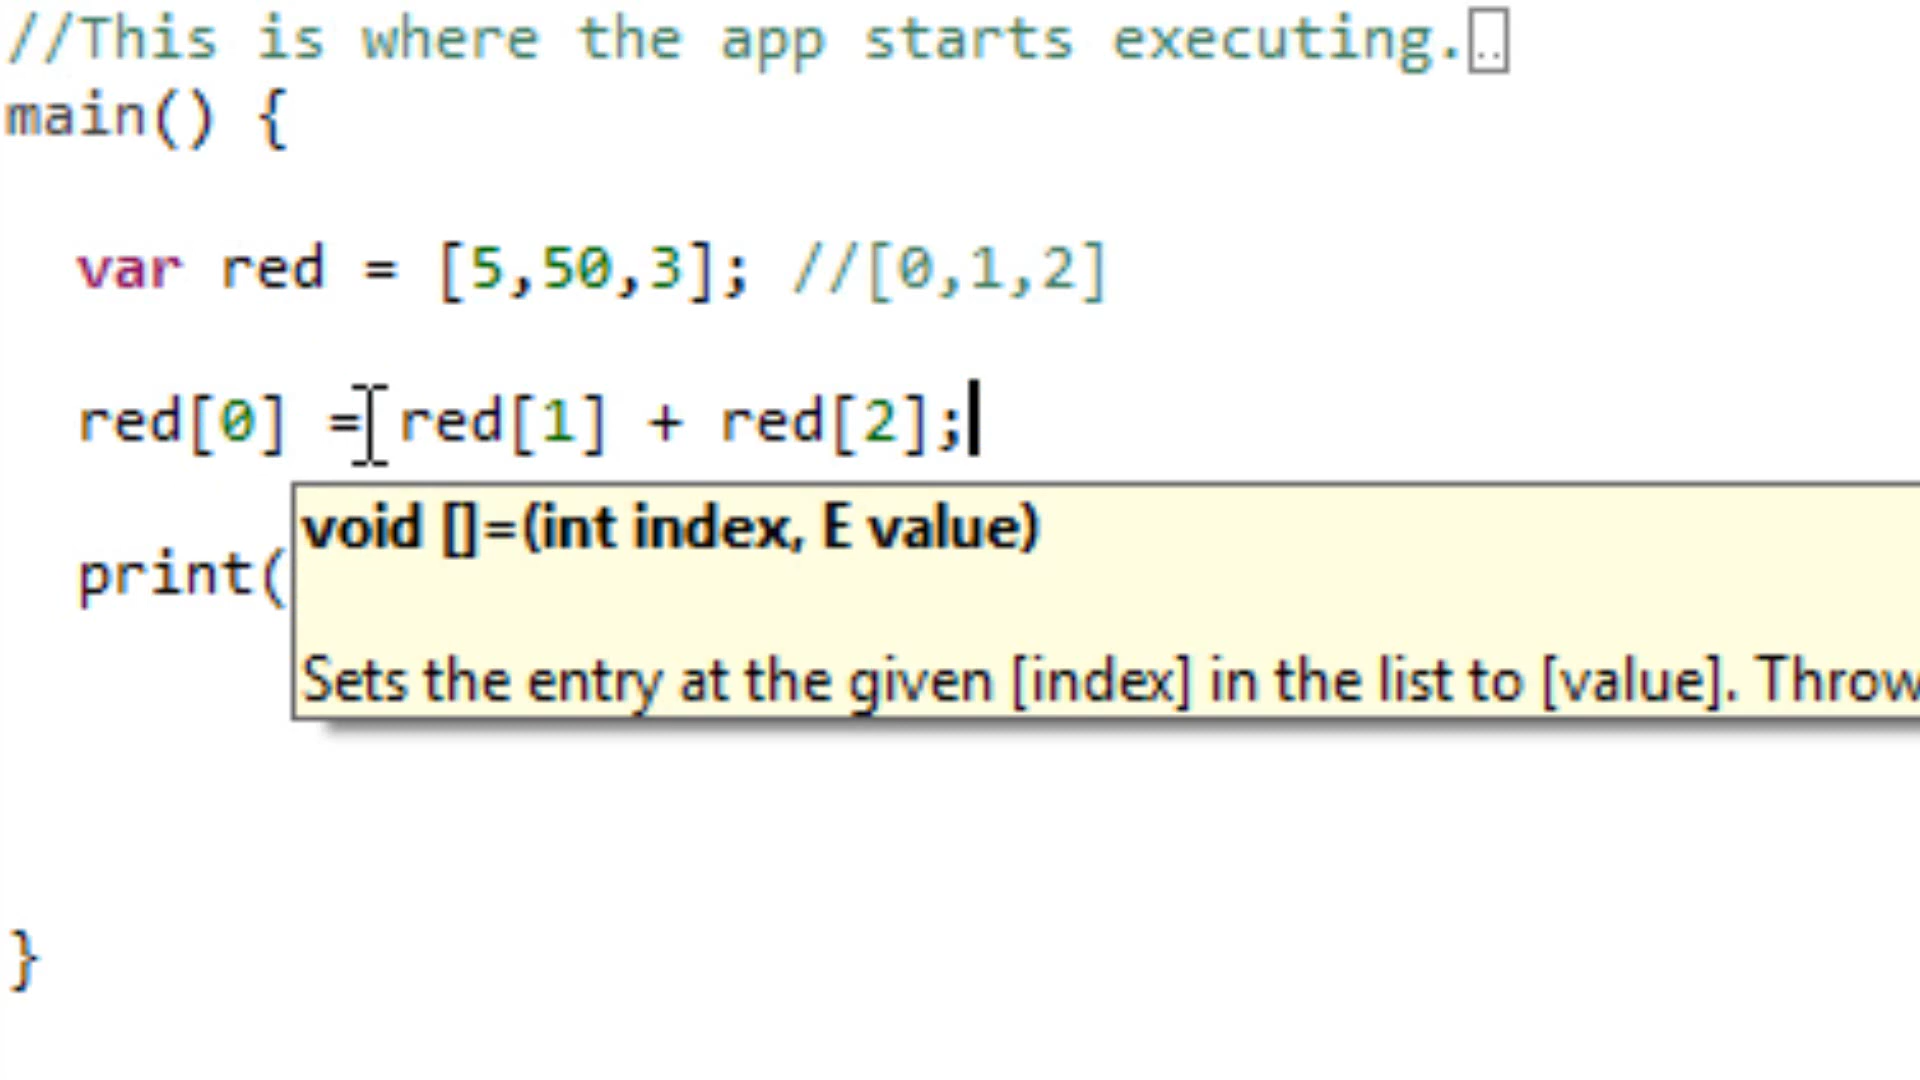 //This is where the app starts executing...
main() {
var red = [5,50,3]; //[0,1,2]
red[0] = red[1] + red[2];
void []=(int index, E value)
print(
Sets the entry at the given [index] in the list to [value]. Throw
}